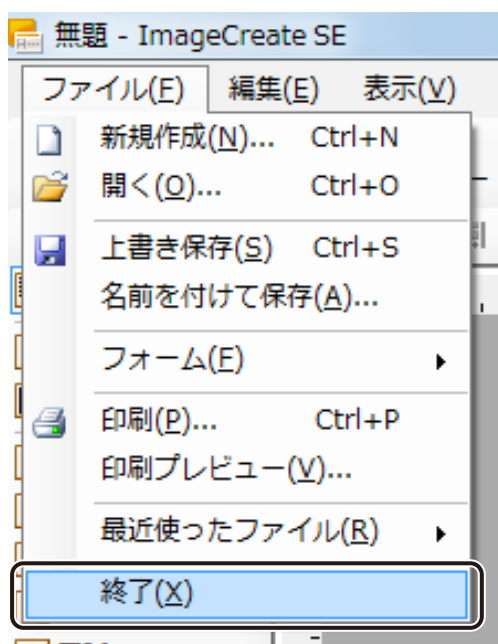 無題 - ImageCreate SE
ファイル(F) 編集(E) 表示(V)
新規作成(N)... Ctrl+N
開く(O)... Ctrl+O
上書き保存(S) Ctrl+S
名前を付けて保存(A)...
フォーム(F)
印刷(P)... Ctrl+P
印刷プレビュー(V)...
最近使ったファイル(R)
終了(X)